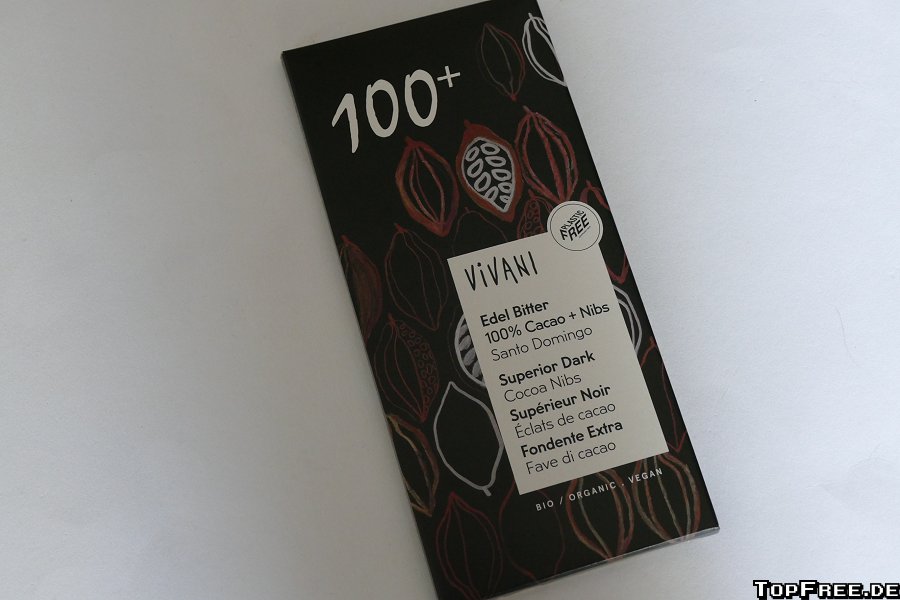 100+
PLASTIC
FREE
ViVANI
Edel Bitter
100% Cacao + Nibs
Santo Domingo
Superior Dark
Cocoa Nibs
Supérieur Noir
Éclats de cacao
Fondente Extra
Fave di cacao
BIO / ORGANIC . VEGAN
TOPFREE.DE